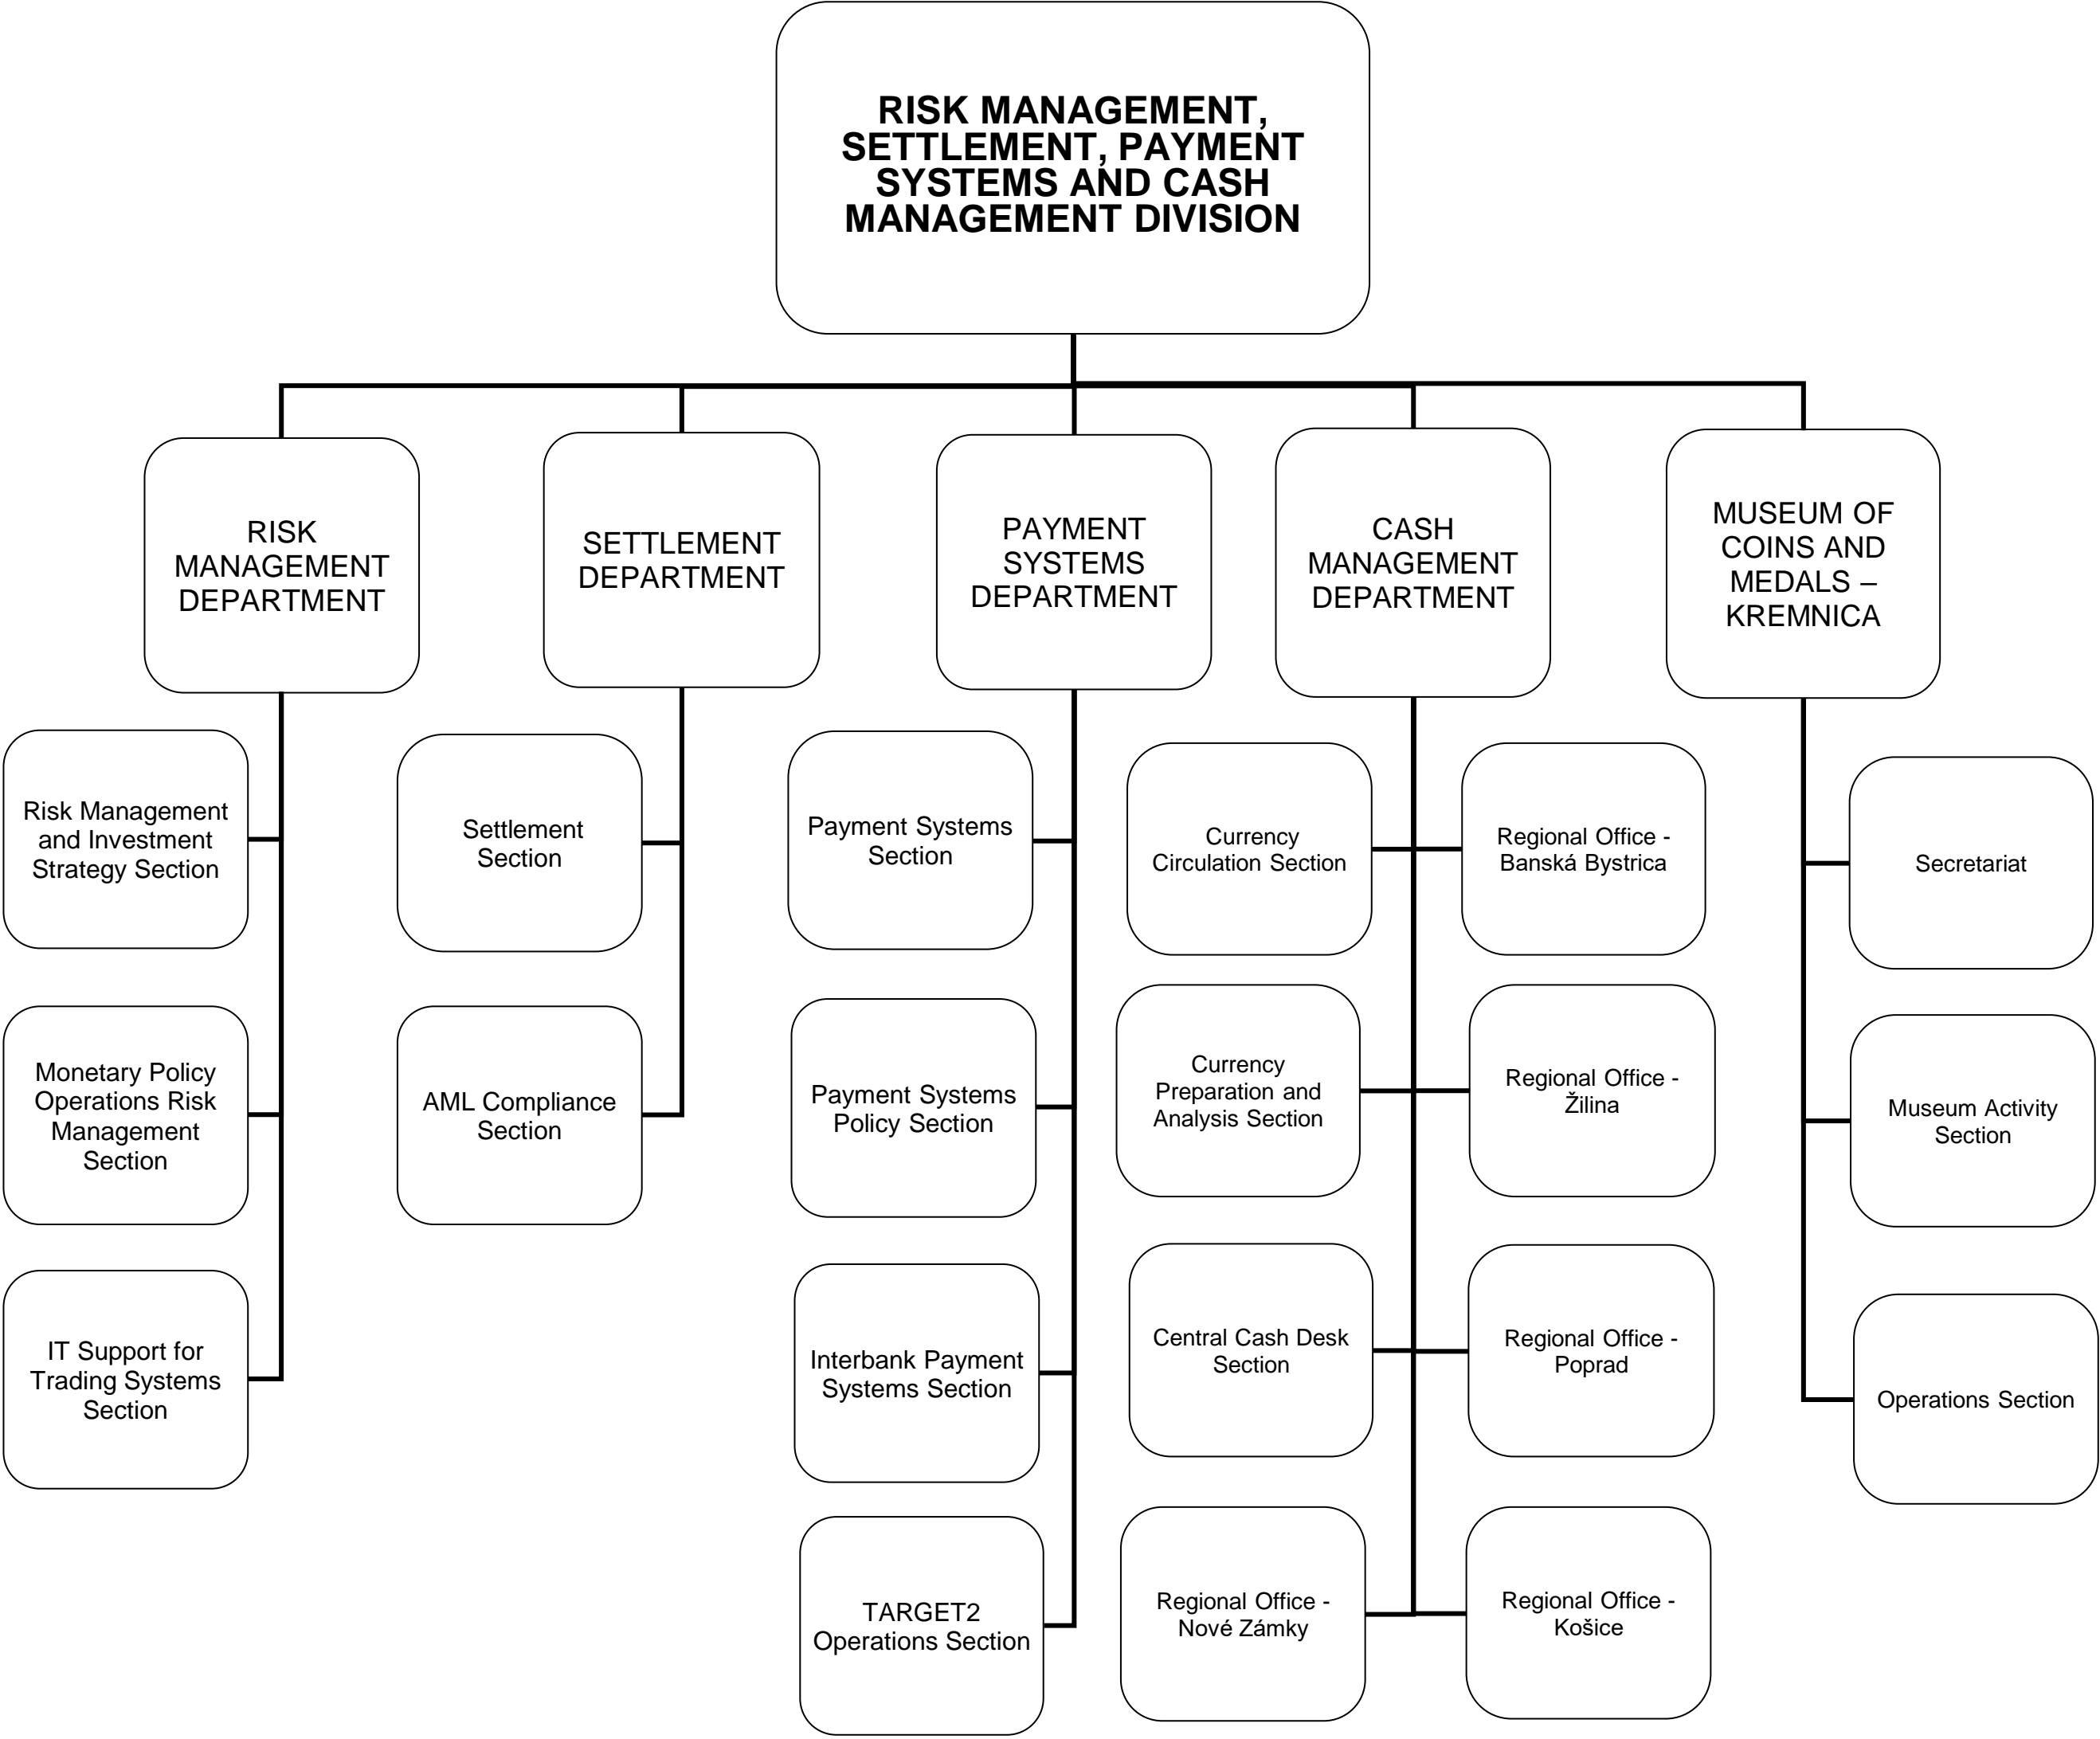 RISK MANAGEMENT,
SETTLEMENT, PAYMENT
SYSTEMS AND CASH
MANAGEMENT DIVISION
RISK
MANAGEMENT
DEPARTMENT
SETTLEMENT
DEPARTMENT
PAYMENT
SYSTEMS
DEPARTMENT
CASH
MANAGEMENT
DEPARTMENT
MUSEUM OF
COINS AND
MEDALS –
KREMNICA
Risk Management
and Investment
Strategy Section
Monetary Policy
Operations Risk
Management
Section
IT Support for
Trading Systems
Section
Settlement
Section
AML Compliance
Section
Payment Systems
Section
Payment Systems
Policy Section
Interbank Payment
Systems Section
TARGET2
Operations Section
Currency
Circulation Section
Currency
Preparation and
Analysis Section
Central Cash Desk
Section
Regional Office -
Nové Zámky
Regional Office -
Banská Bystrica
Regional Office -
Žilina
Regional Office -
Poprad
Regional Office -
Košice
Secretariat
Museum Activity
Section
Operations Section